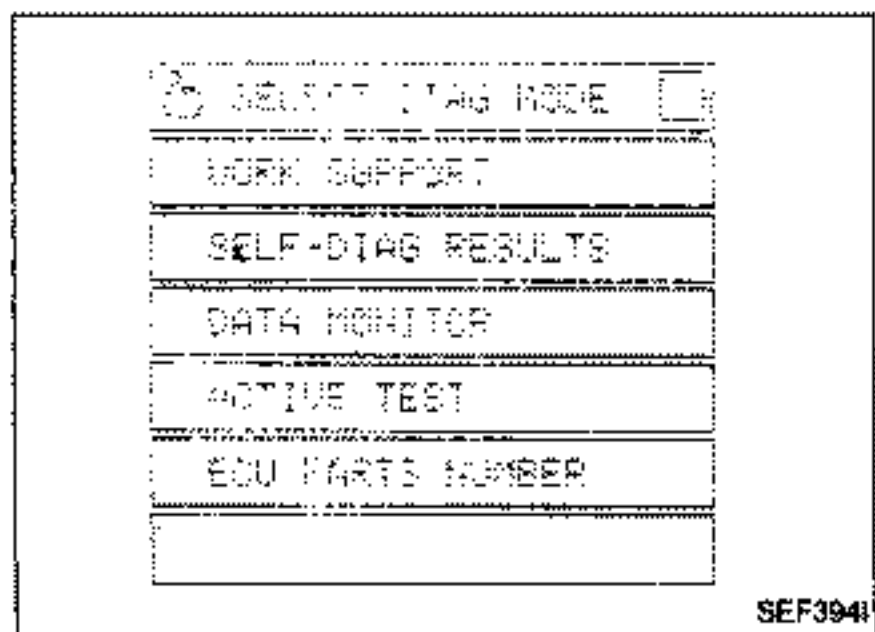 SELECT DIAG MODE
WORK SUPPORT
SELF-DIAG RESULTS
DATA MONITOR
ACTIVE TEST
ECU PARTS NUMBER
SEF394I